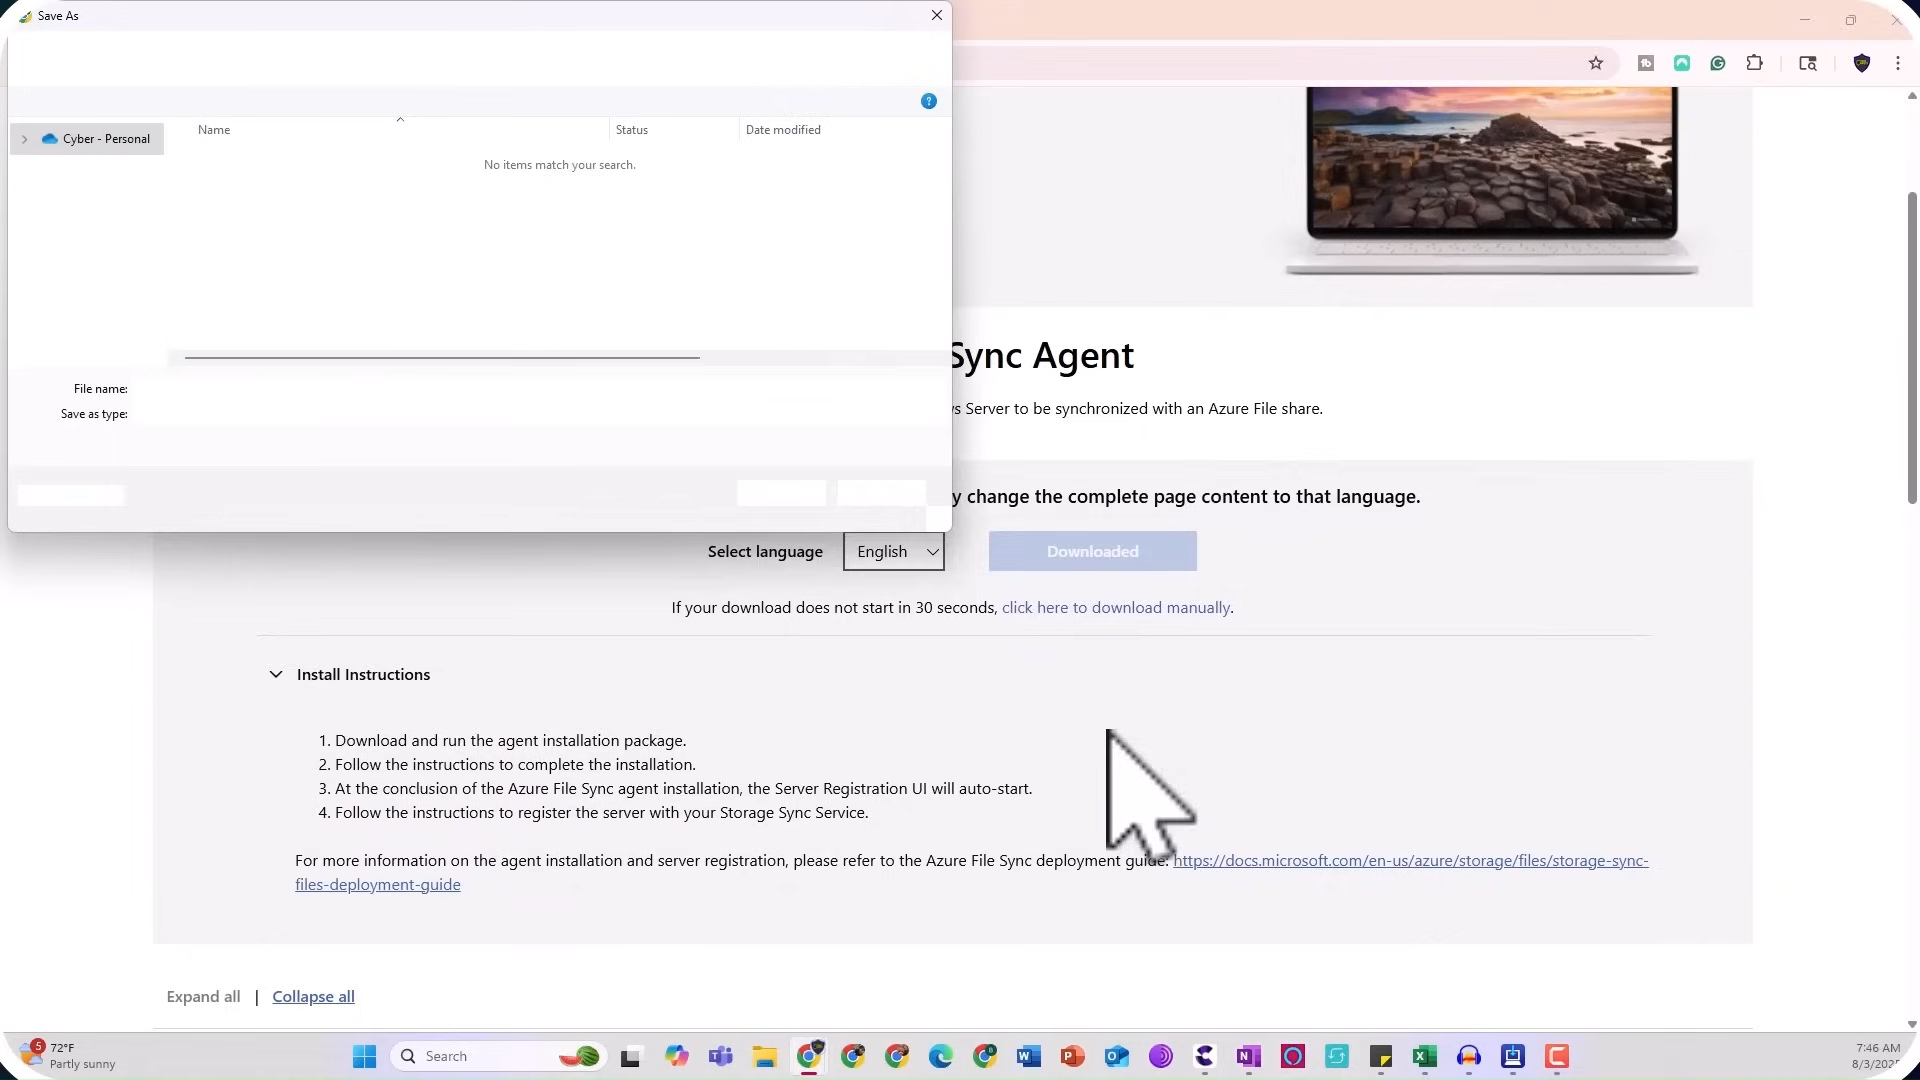 Save As
Cyber - Personal
Name
Status
Date modified
No items match your search.
File name:
Save as type:
Sync Agent
s Server to be synchronized with an Azure File share.
y change the complete page content to that language.
Select language
English
Downloaded
If your download does not start in 30 seconds, click here to download manually.
Install Instructions
1. Download and run the agent installation package.
2. Follow the instructions to complete the installation.
3. At the conclusion of the Azure File Sync agent installation, the Server Registration UI will auto-start.
4. Follow the instructions to register the server with your Storage Sync Service.
For more information on the agent installation and server registration, please refer to the Azure File Sync deployment guide: https://docs.microsoft.com/en-us/azure/storage/files/storage-sync-
files-deployment-guide
Expand all | Collapse all
5
72°F
Partly sunny
Search
7:46 AM